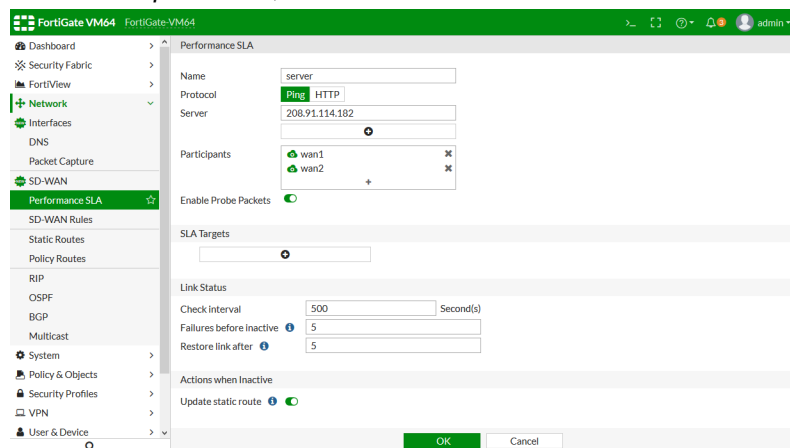 FortiGate VM64 FortiGate-VM64 >_ 3 admin
Dashboard
Security Fabric
FortiView
Network
Interfaces
DNS
Packet Capture
SD-WAN
Performance SLA
SD-WAN Rules
Static Routes
Policy Routes
RIP
OSPF
BGP
Multicast
System
Policy & Objects
Security Profiles
VPN
User & Device
Performance SLA
Name server
Protocol Ping HTTP
Server 208.91.114.182
Participants wan1
wan2
Enable Probe Packets
SLA Targets
Link Status
Check interval 500 Second(s)
Failures before inactive 5
Restore link after 5
Actions when Inactive
Update static route
OK Cancel